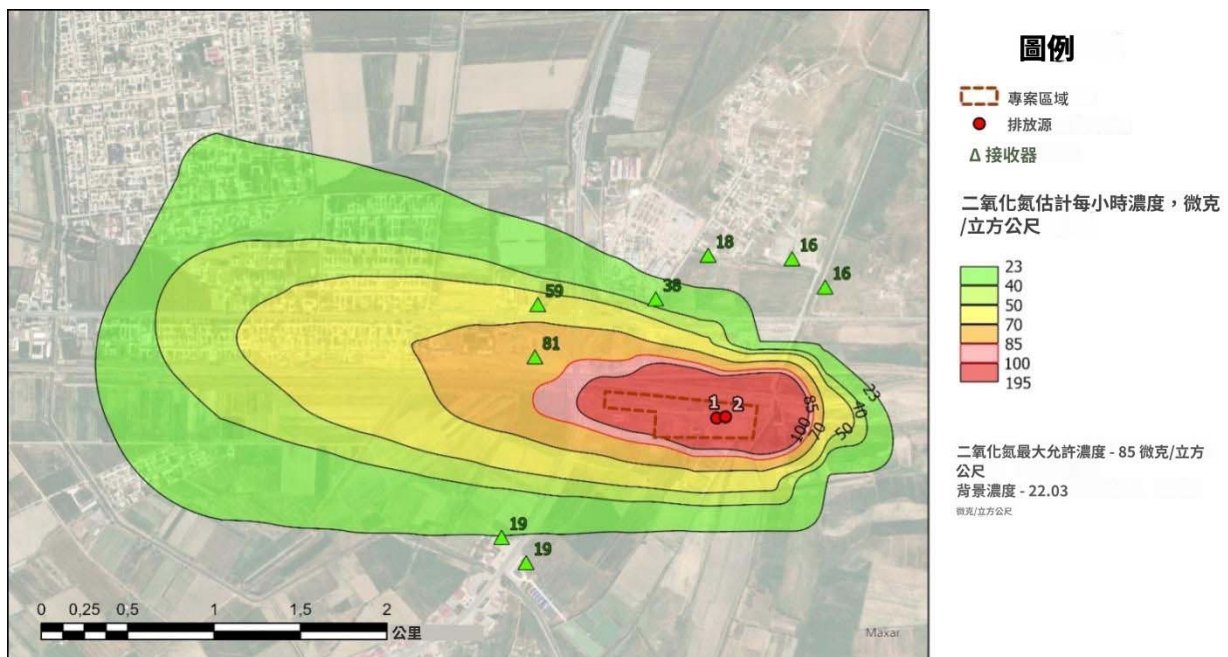 18
16
16
38
59
81
1 2
85
100
70
50
40
23
19
19
0 0,25 0,5 1 1,5 2
公里
Maxar
圖例
專案區域
排放源
Δ 接收器
二氧化氮估計每小時濃度，微克
/立方公尺
23
40
50
70
85
100
195
二氧化氮最大允許濃度 - 85 微克/立方
公尺
背景濃度 - 22.03
微克/立方公尺